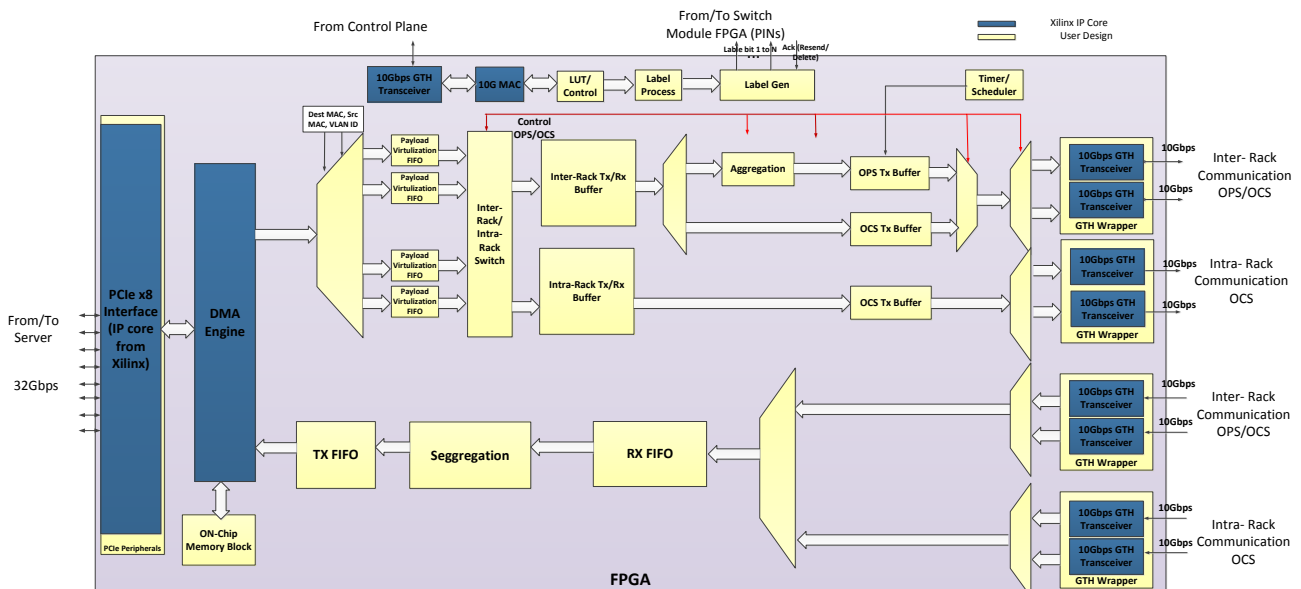 From Control Plane
From/To Switch
Module FPGA (PINs)
Lable bit 1 to N
...
Ack (Resend/
Delete)
Xilinx IP Core
User Design
10Gbps GTH
Transceiver
10G MAC
LUT/
Control
Label
Process
Label Gen
Timer/
Scheduler
Dest MAC, Src
MAC, VLAN ID
Control
OPS/OCS
Payload
Virtulization
FIFO
Payload
Virtulization
FIFO
Payload
Virtulization
FIFO
Payload
Virtulization
FIFO
Inter-
Rack/
Intra-
Rack
Switch
Inter-Rack Tx/Rx
Buffer
Intra-Rack Tx/Rx
Buffer
Aggregation
OPS Tx Buffer
OCS Tx Buffer
OCS Tx Buffer
10Gbps GTH
Transceiver
10Gbps GTH
Transceiver
GTH Wrapper
10Gbps
10Gbps
Inter- Rack
Communication
OPS/OCS
10Gbps GTH
Transceiver
10Gbps GTH
Transceiver
GTH Wrapper
10Gbps
10Gbps
Intra- Rack
Communication
OCS
From/To
Server
32Gbps
PCIe x8
Interface
(IP core
from
Xilinx)
PCIe Peripherals
DMA
Engine
ON-Chip
Memory Block
TX FIFO
Seggregation
RX FIFO
10Gbps GTH
Transceiver
10Gbps GTH
Transceiver
GTH Wrapper
10Gbps
10Gbps
Inter- Rack
Communication
OPS/OCS
10Gbps GTH
Transceiver
10Gbps GTH
Transceiver
GTH Wrapper
10Gbps
10Gbps
Intra- Rack
Communication
OCS
FPGA